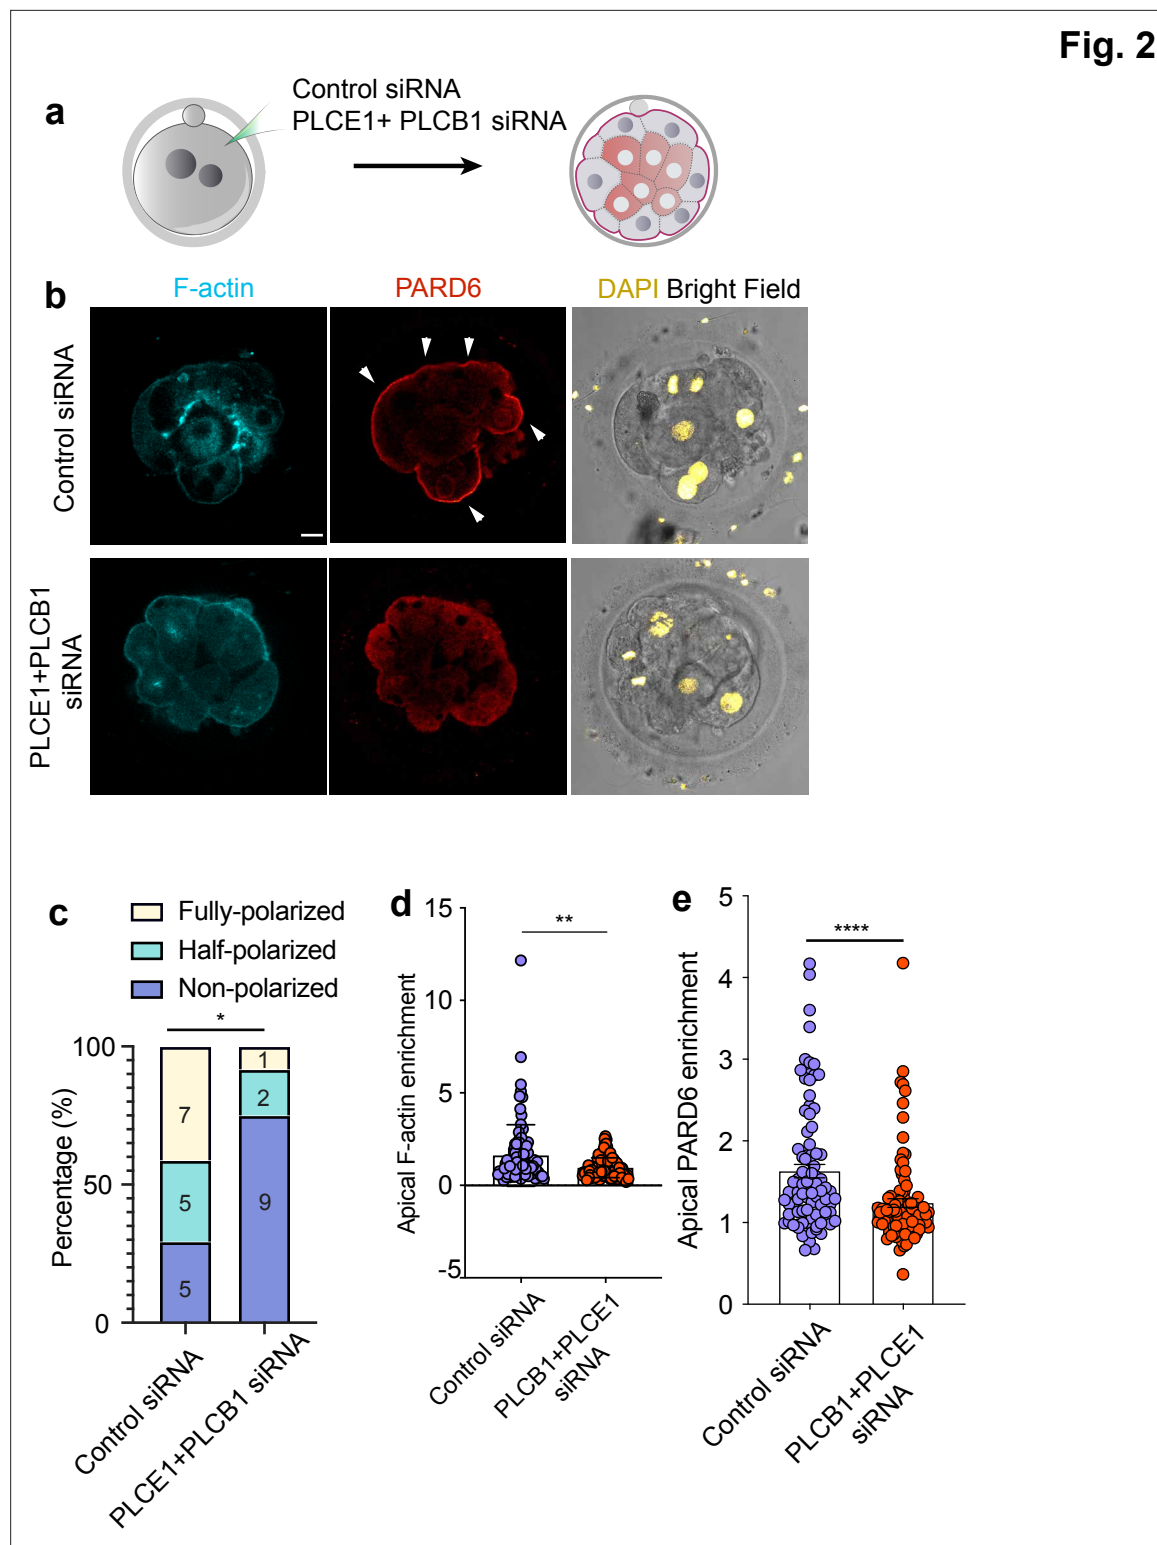 Fig. 2
a
Control siRNA
PLCE1+ PLCB1 siRNA
b
F-actin
PARD6
DAPI Bright Field
Control siRNA
PLCE1+PLCB1
siRNA
c
Fully-polarized
Half-polarized
Non-polarized
*
Percentage (%)
100
50
0
7
5
5
1
2
9
Control siRNA
PLCE1+PLCB1 siRNA
d
Apical F-actin enrichment
15
10
5
0
-5
**
Control siRNA
PLCB1+PLCE1
siRNA
e
Apical PARD6 enrichment
5
4
3
2
1
0
****
Control siRNA
PLCB1+PLCE1
siRNA